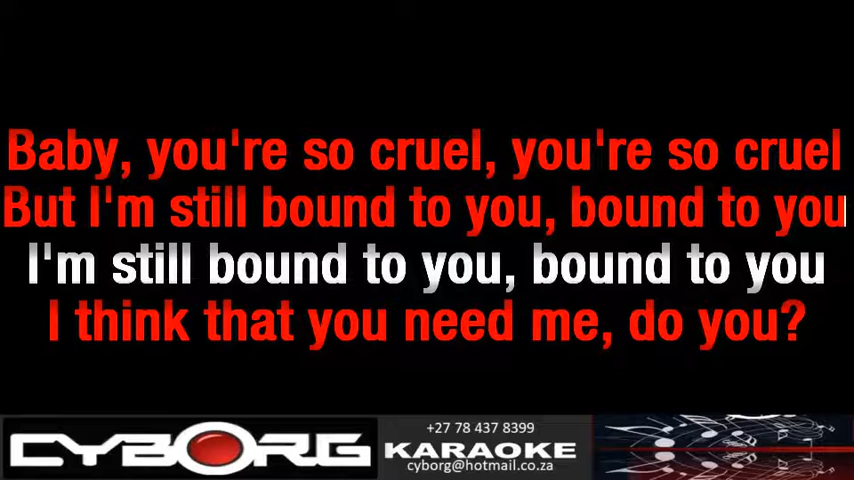 Baby, you're so cruel, you're so cruel
But I'm still bound to you, bound to you
I'm still bound to you, bound to you
I think that you need me, do you?
CYBORG
+27 78 437 8399
KARAOKE
cyborg@hotmail.co.za